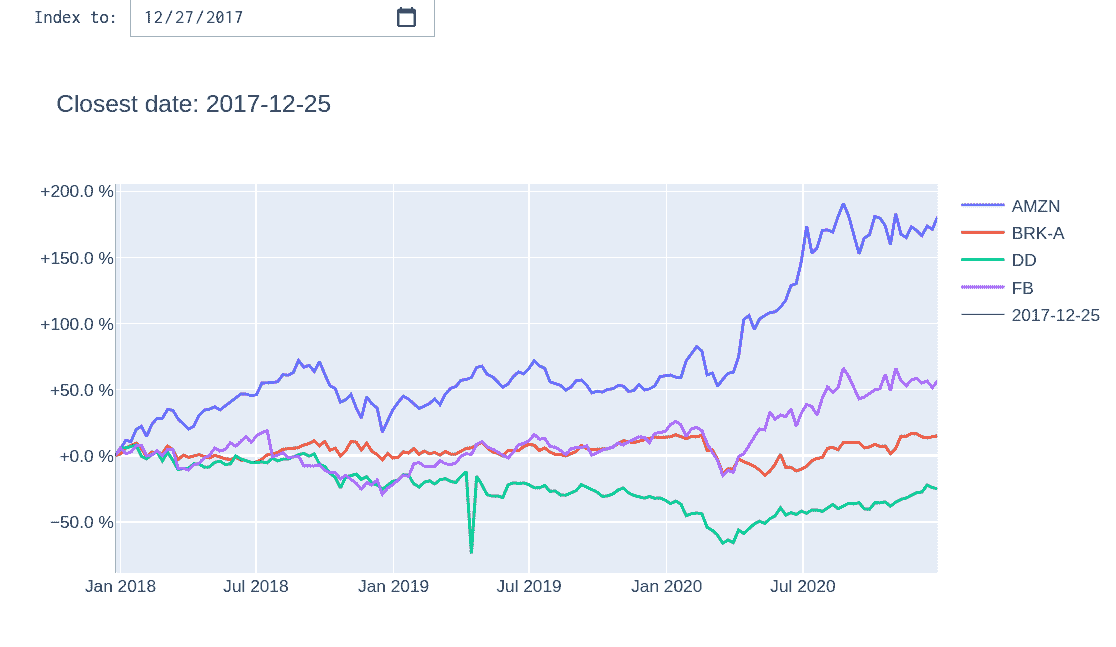 Index to: 12/27/2017
Closest date: 2017-12-25
+200.0 %
+150.0 %
+100.0 %
+50.0 %
+0.0 %
−50.0 %
Jan 2018 Jul 2018 Jan 2019 Jul 2019 Jan 2020 Jul 2020
AMZN
BRK-A
DD
FB
2017-12-25